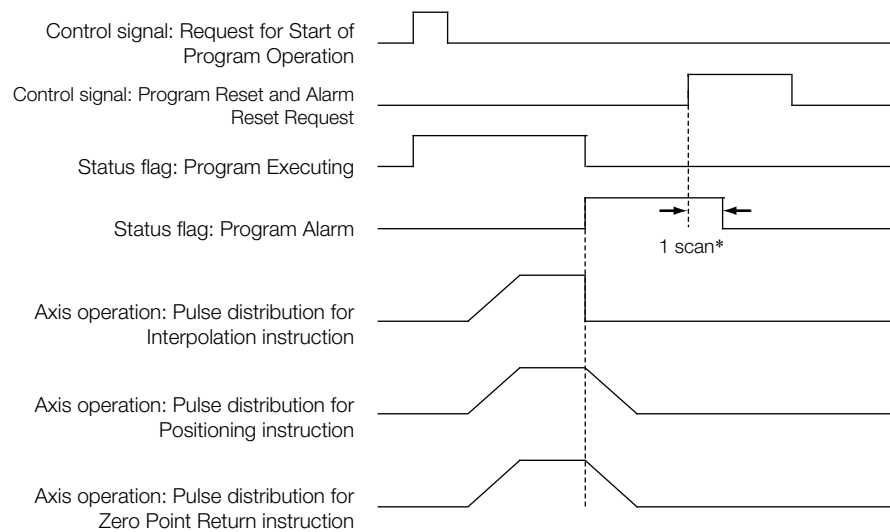 Control signal: Request for Start of
Program Operation
Control signal: Program Reset and Alarm
Reset Request
Status flag: Program Executing
Status flag: Program Alarm
1 scan*
Axis operation: Pulse distribution for
Interpolation instruction
Axis operation: Pulse distribution for
Positioning instruction
Axis operation: Pulse distribution for
Zero Point Return instruction